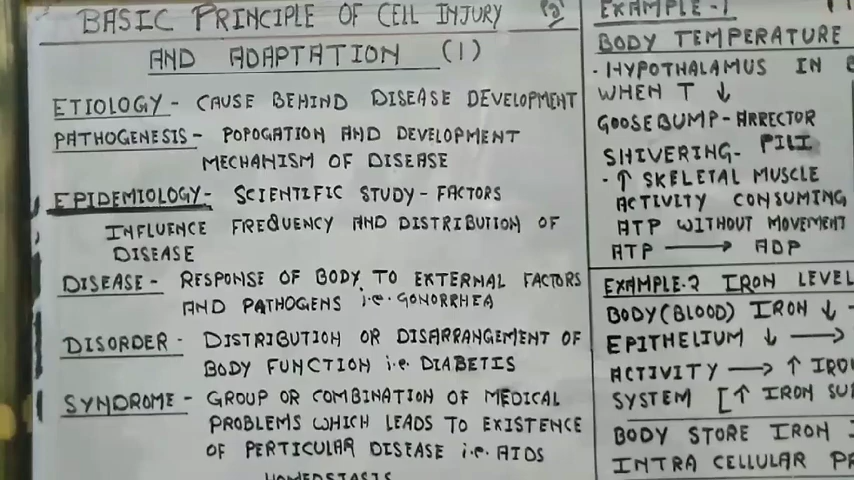 BASIC PRINCIPLE OF CELL INJURY
AND ADAPTATION (1)
ETIOLOGY - CAUSE BEHIND DISEASE DEVELOPMENT
PATHOGENESIS - POPOGATION AND DEVELOPMENT
MECHANISM OF DISEASE
EPIDEMIOLOGY - SCIENTIFIC STUDY - FACTORS
INFLUENCE FREQUENCY AND DISTRIBUTION OF
DISEASE
DISEASE - RESPONSE OF BODY TO EXTERNAL FACTORS
AND PATHOGENS i.e. GONORRHEA
DISORDER - DISTRIBUTION OR DISARRANGEMENT OF
BODY FUNCTION i.e. DIABETIS
SYNDROME - GROUP OR COMBINATION OF MEDICAL
PROBLEMS WHICH LEADS TO EXISTENCE
OF PERTICULAR DISEASE i.e. AIDS
HOMEOSTASIS
EXAMPLE-1
BODY TEMPERATURE
· HYPOTHALAMUS IN
WHEN T ↓
GOOSEBUMP - ARRECTOR
PILI
SHIVERING -
· ↑ SKELETAL MUSCLE
ACTIVITY CONSUMING
ATP WITHOUT MOVEMENT
ATP → ADP
EXAMPLE-2 IRON LEVEL
BODY (BLOOD) IRON ↓ -
EPITHELIUM ↓ →
ACTIVITY → ↑ IRO
SYSTEM [↑ IRON SU
BODY STORE IRON
INTRA CELLULAR PR